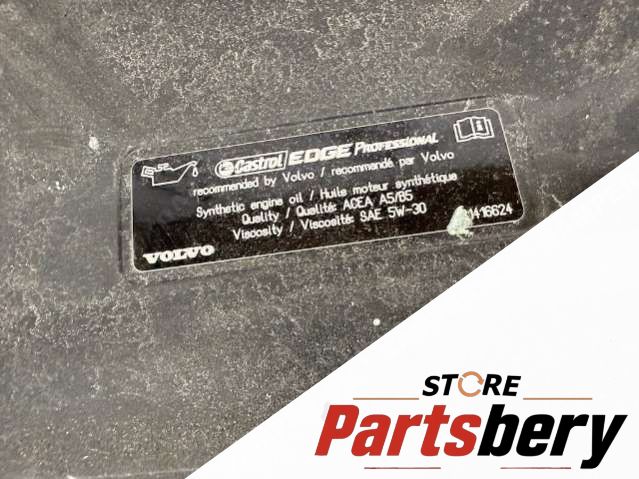 Castrol EDGE PROFESSIONAL
recommended by Volvo / recommandé par Volvo
Synthetic engine oil / Huile moteur synthétique
Quality / Qualité: ACEA A5/B5
Viscosity / Viscosité: SAE 5W-30
VOLVO
1416624
STORE
Partsbery